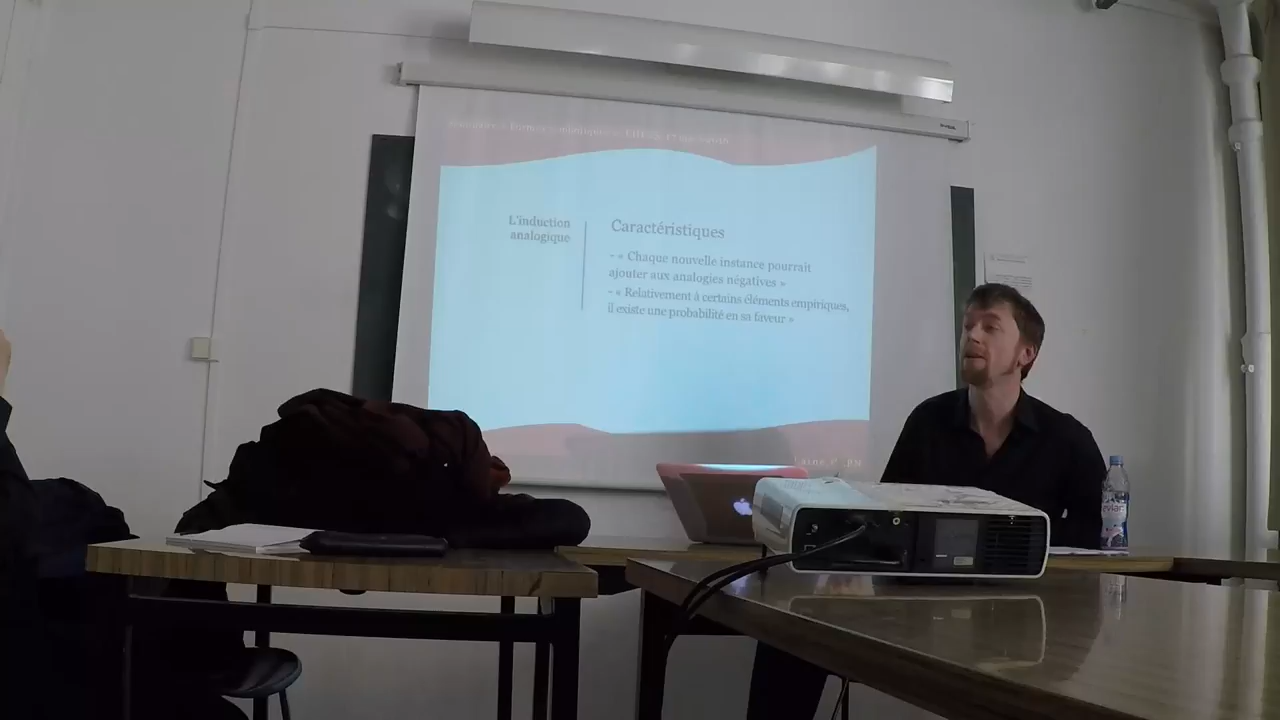 L'induction
analogique
Caractéristiques
- « Chaque nouvelle instance pourrait
ajouter aux analogies négatives »
- « Relativement à certains éléments empiriques,
il existe une probabilité en sa faveur »
evian